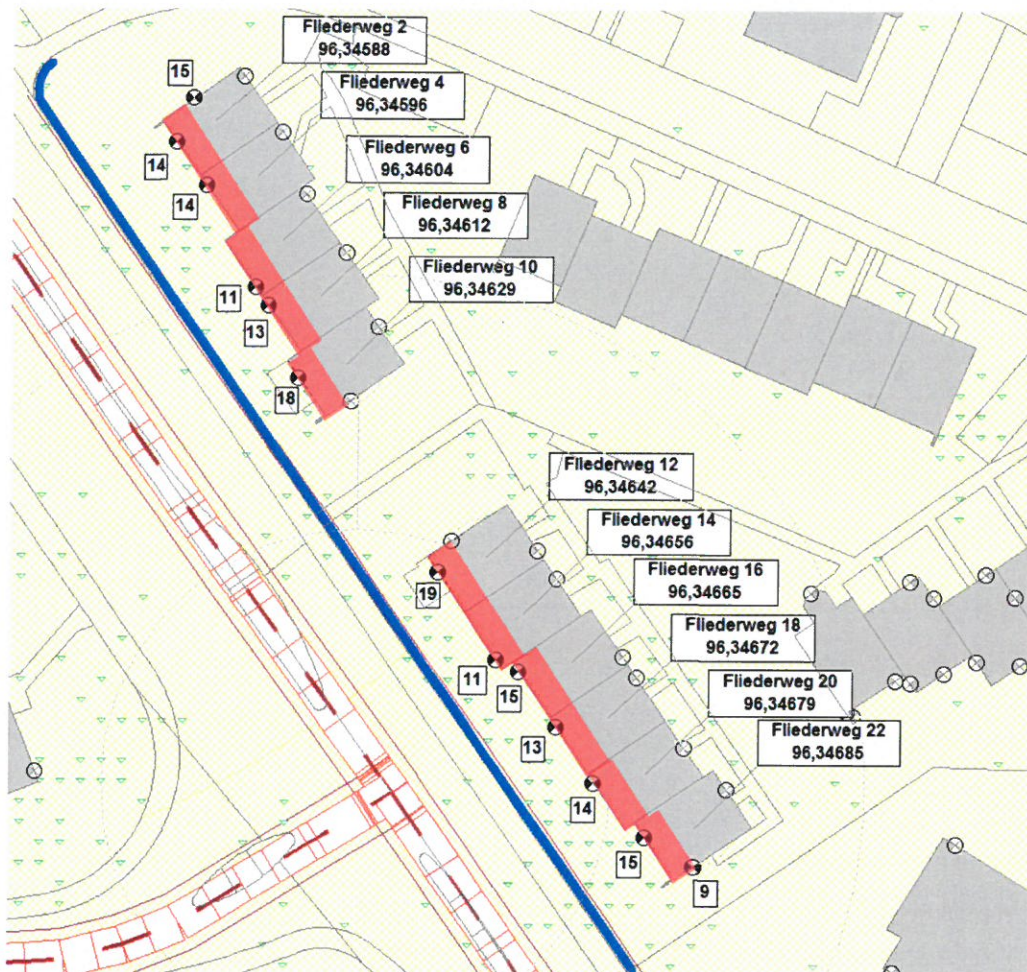 Fliederweg 2
96,34588
15
Fliederweg 4
96,34596
14
Fliederweg 6
96,34604
14
Fliederweg 8
96,34612
Fliederweg 10
96,34629
11
13
18
Fliederweg 12
96,34642
Fliederweg 14
96,34656
Fliederweg 16
96,34665
19
Fliederweg 18
96,34672
11
15
Fliederweg 20
96,34679
13
Fliederweg 22
96,34685
14
15
9